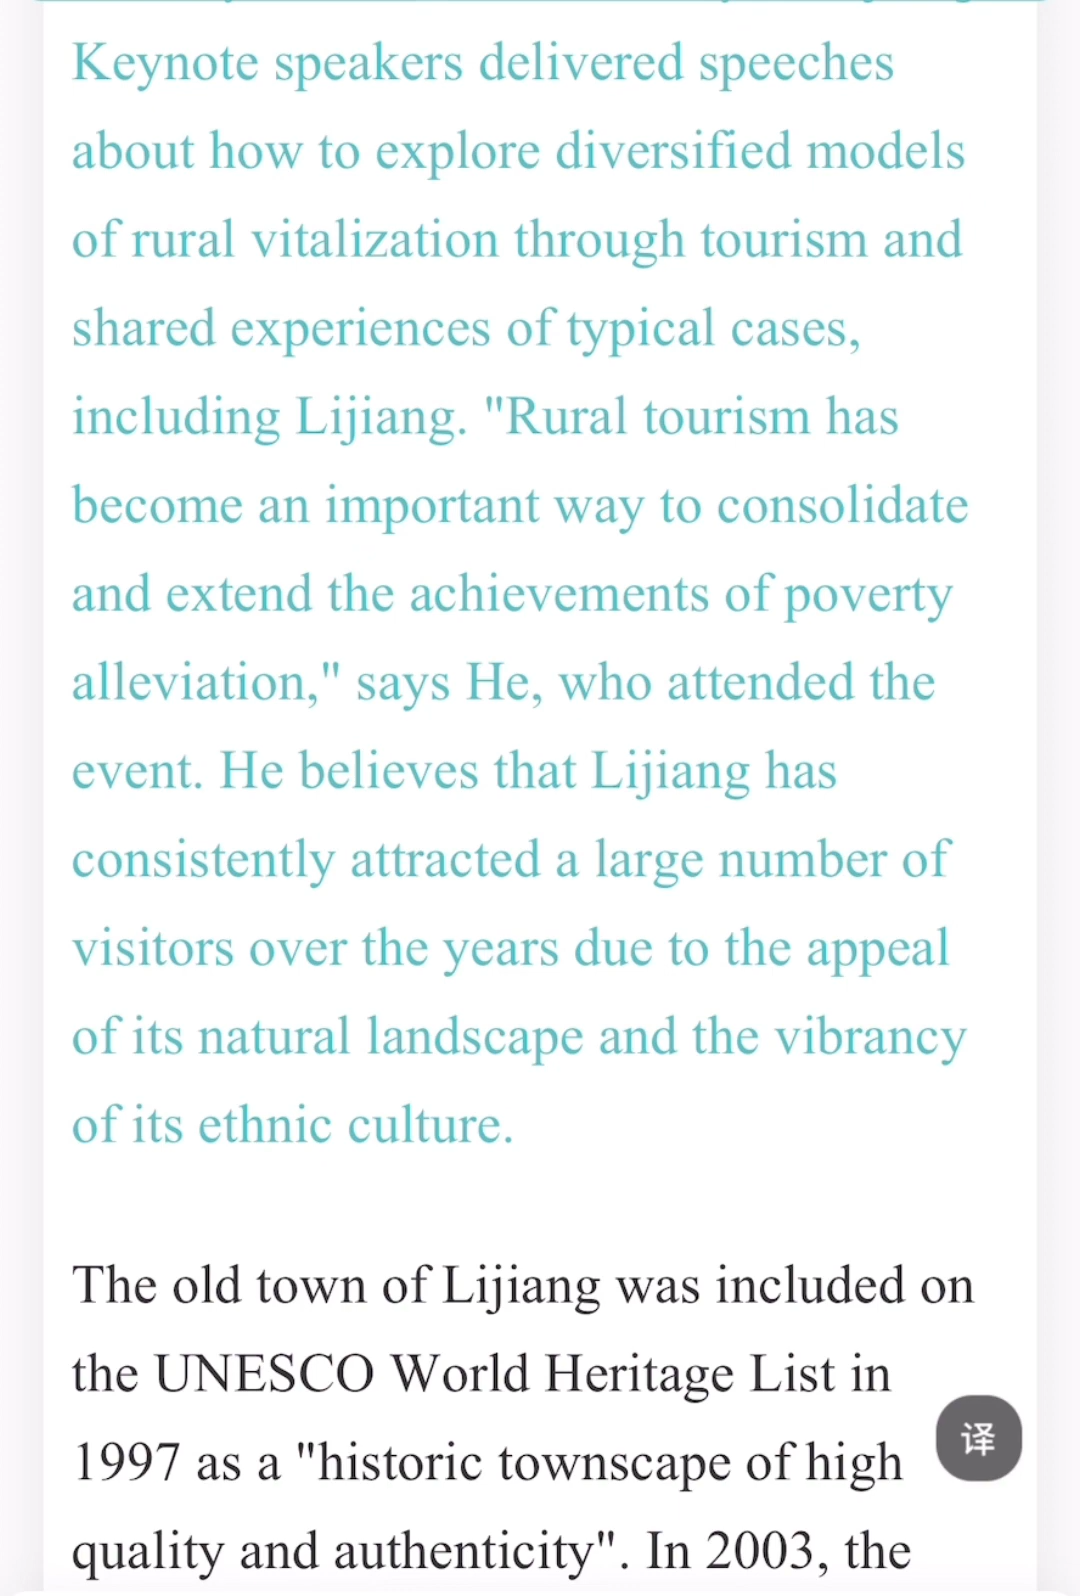 Keynote speakers delivered speeches
about how to explore diversified models
of rural vitalization through tourism and
shared experiences of typical cases,
including Lijiang. "Rural tourism has
become an important way to consolidate
and extend the achievements of poverty
alleviation," says He, who attended the
event. He believes that Lijiang has
consistently attracted a large number of
visitors over the years due to the appeal
of its natural landscape and the vibrancy
of its ethnic culture.
The old town of Lijiang was included on
the UNESCO World Heritage List in
1997 as a "historic townscape of high
译
quality and authenticity". In 2003, the